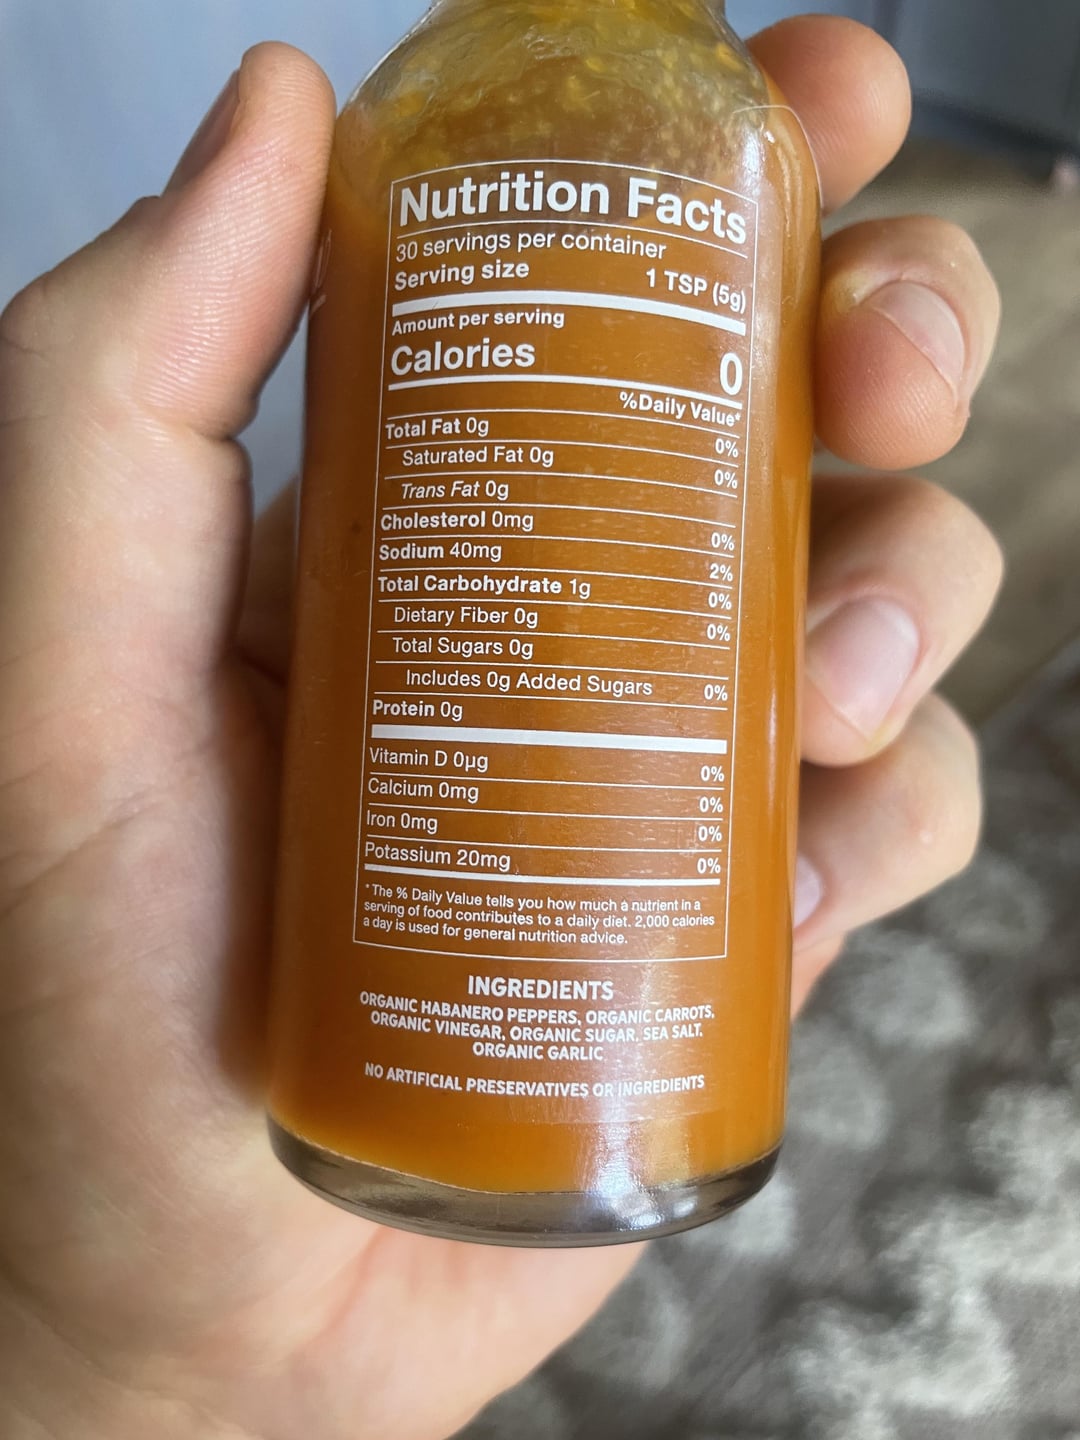 Nutrition Facts
30 servings per container
Serving size 1 TSP (5g)
Amount per serving
Calories 0
%Daily Value*
Total Fat 0g 0%
Saturated Fat 0g 0%
Trans Fat 0g
Cholesterol 0mg 0%
Sodium 40mg 2%
Total Carbohydrate 1g 0%
Dietary Fiber 0g 0%
Total Sugars 0g
Includes 0g Added Sugars 0%
Protein 0g
Vitamin D 0µg 0%
Calcium 0mg 0%
Iron 0mg 0%
Potassium 20mg 0%
*The % Daily Value tells you how much a nutrient in a
serving of food contributes to a daily diet. 2,000 calories
a day is used for general nutrition advice.
INGREDIENTS
ORGANIC HABANERO PEPPERS, ORGANIC CARROTS,
ORGANIC VINEGAR, ORGANIC SUGAR, SEA SALT,
ORGANIC GARLIC
NO ARTIFICIAL PRESERVATIVES OR INGREDIENTS